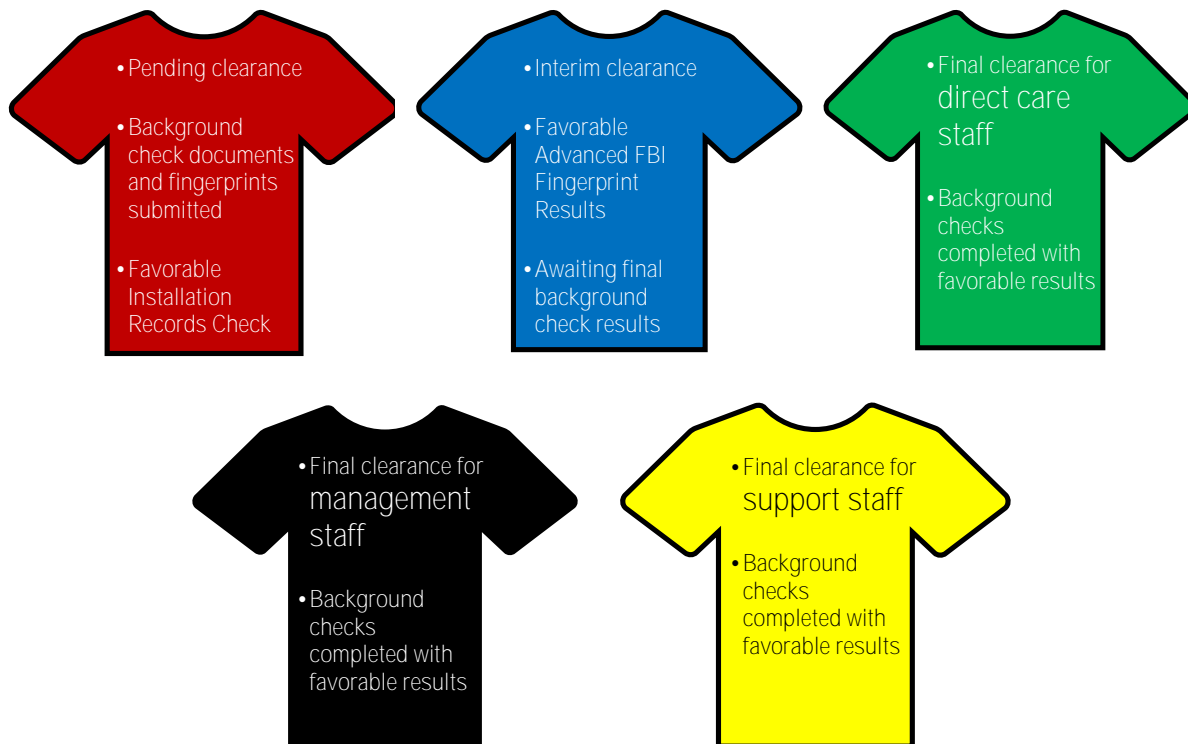 • Pending clearance
• Background
check documents
and fingerprints
submitted
• Favorable
Installation
Records Check
• Interim clearance
• Favorable
Advanced FBI
Fingerprint
Results
• Awaiting final
background
check results
• Final clearance for
direct care
staff
• Background
checks
completed with
favorable results
• Final clearance for
management
staff
• Background
checks
completed with
favorable results
• Final clearance for
support staff
• Background
checks
completed with
favorable results